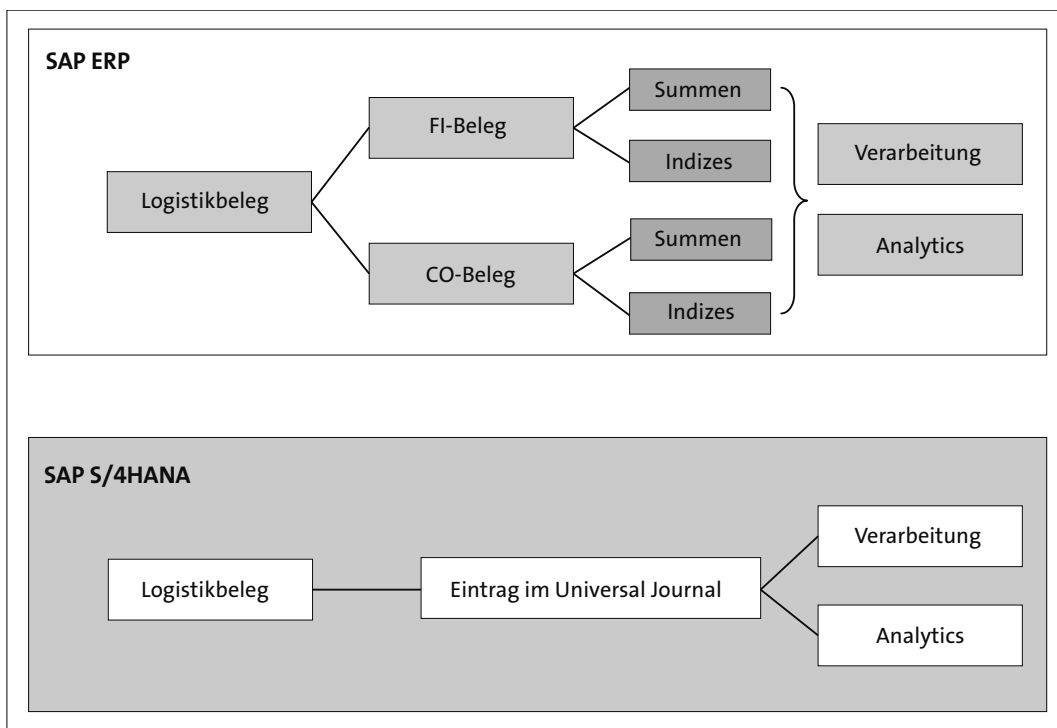 SAP ERP
Logistikbeleg
FI-Beleg
CO-Beleg
Summen
Indizes
Summen
Indizes
Verarbeitung
Analytics
SAP S/4HANA
Logistikbeleg
Eintrag im Universal Journal
Verarbeitung
Analytics